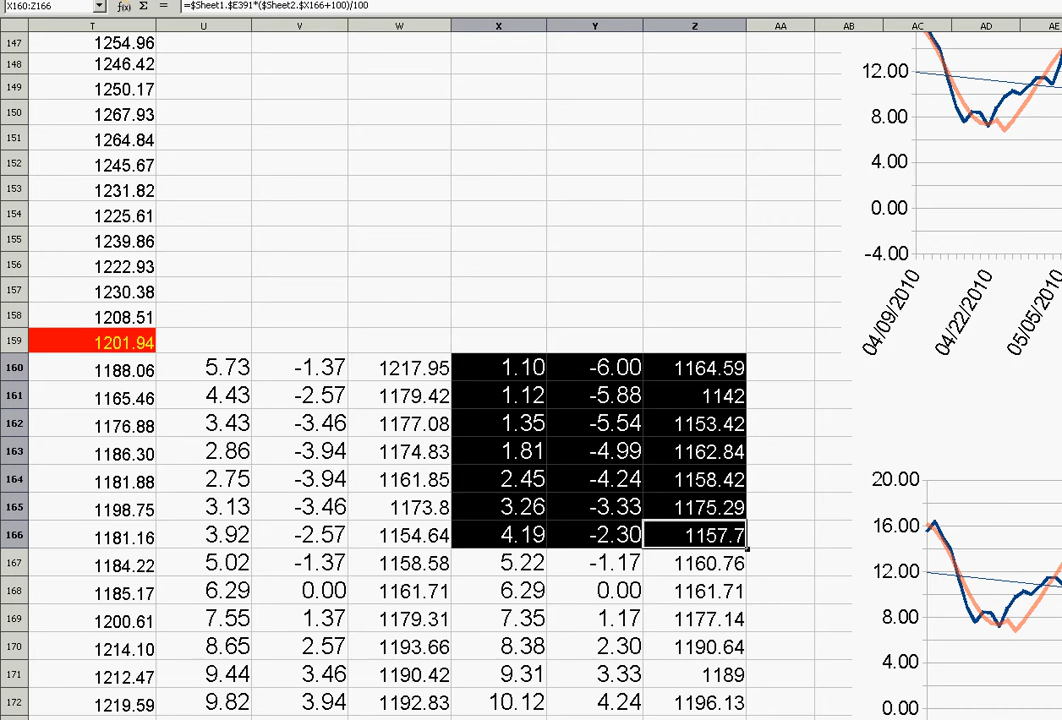 X160:Z166 f(x) Σ = =$Sheet1.$E391*($Sheet2.$X166+100)/100
T U V W X Y Z AA AB AC AD AE
147 1254.96
148 1246.42
149 1250.17
150 1267.93
151 1264.84
152 1245.67
153 1231.82
154 1225.61
155 1239.86
156 1222.93
157 1230.38
158 1208.51
159 1201.94
160 1188.06 5.73 -1.37 1217.95 1.10 -6.00 1164.59
161 1165.46 4.43 -2.57 1179.42 1.12 -5.88 1142
162 1176.88 3.43 -3.46 1177.08 1.35 -5.54 1153.42
163 1186.30 2.86 -3.94 1174.83 1.81 -4.99 1162.84
164 1181.88 2.75 -3.94 1161.85 2.45 -4.24 1158.42
165 1198.75 3.13 -3.46 1173.8 3.26 -3.33 1175.29
166 1181.16 3.92 -2.57 1154.64 4.19 -2.30 1157.7
167 1184.22 5.02 -1.37 1158.58 5.22 -1.17 1160.76
168 1185.17 6.29 0.00 1161.71 6.29 0.00 1161.71
169 1200.61 7.55 1.37 1179.31 7.35 1.17 1177.14
170 1214.10 8.65 2.57 1193.66 8.38 2.30 1190.64
171 1212.47 9.44 3.46 1190.42 9.31 3.33 1189
172 1219.59 9.82 3.94 1192.83 10.12 4.24 1196.13
12.00
8.00
4.00
0.00
-4.00
04/09/2010
04/22/2010
05/05/2010
20.00
16.00
12.00
8.00
4.00
0.00